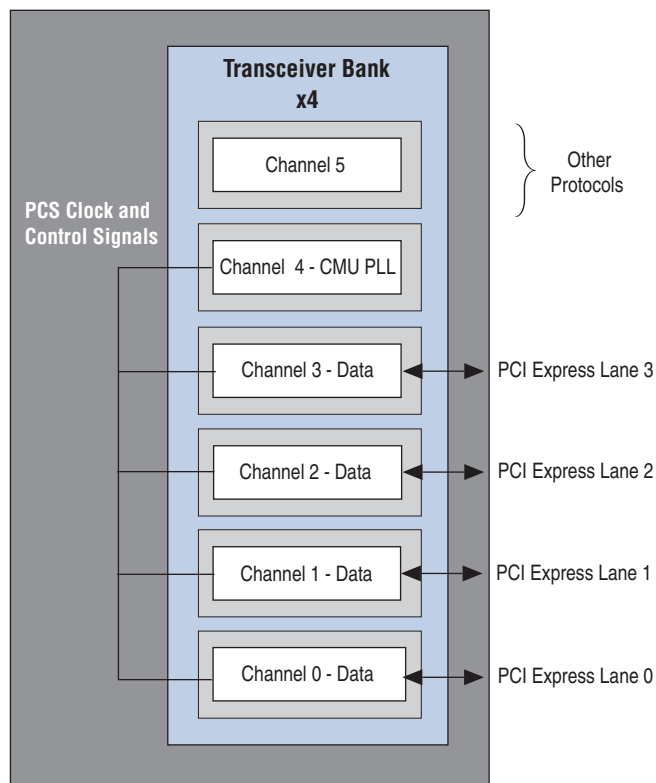 Transceiver Bank
x4
Channel 5
Other
Protocols
PCS Clock and
Control Signals
Channel 4 - CMU PLL
Channel 3 - Data
PCI Express Lane 3
Channel 2 - Data
PCI Express Lane 2
Channel 1 - Data
PCI Express Lane 1
Channel 0 - Data
PCI Express Lane 0